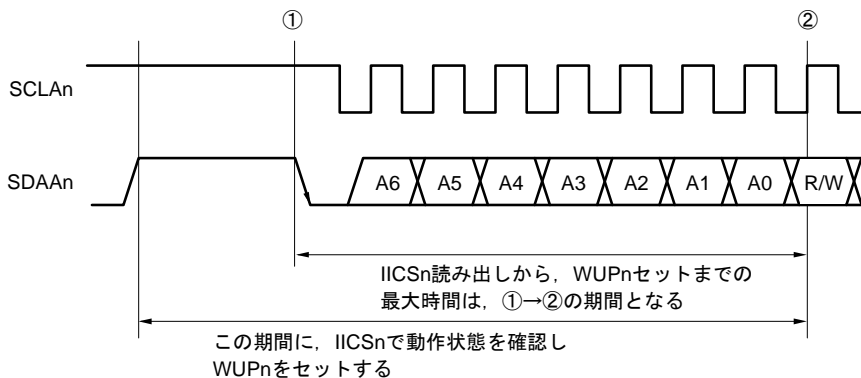 ① ②
SCLAn
SDAAn A6 A5 A4 A3 A2 A1 A0 R/W
IICSn読み出しから，WUPnセットまでの
最大時間は，①→②の期間となる
この期間に，IICSnで動作状態を確認し
WUPnをセットする